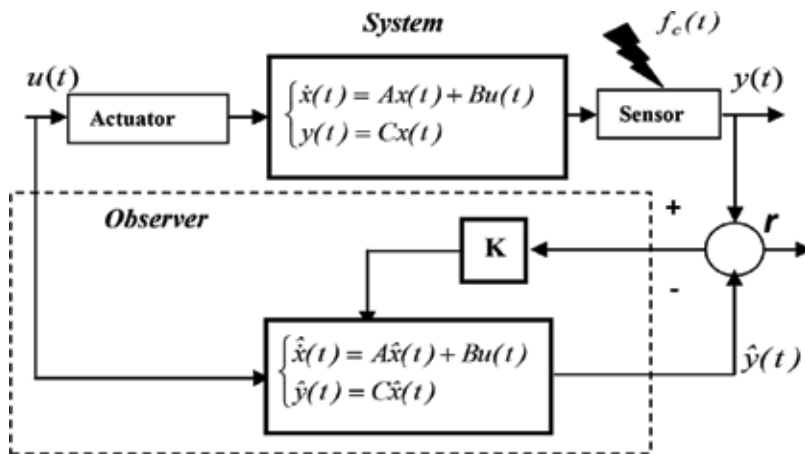 System
f_c(t)
u(t)
y(t)
Actuator
ẋ(t) = Ax(t) + Bu(t)
y(t) = Cx(t)
Sensor
Observer
+
r
K
-
x̂̇(t) = Ax̂(t) + Bu(t)
ŷ(t) = Cx̂(t)
ŷ(t)